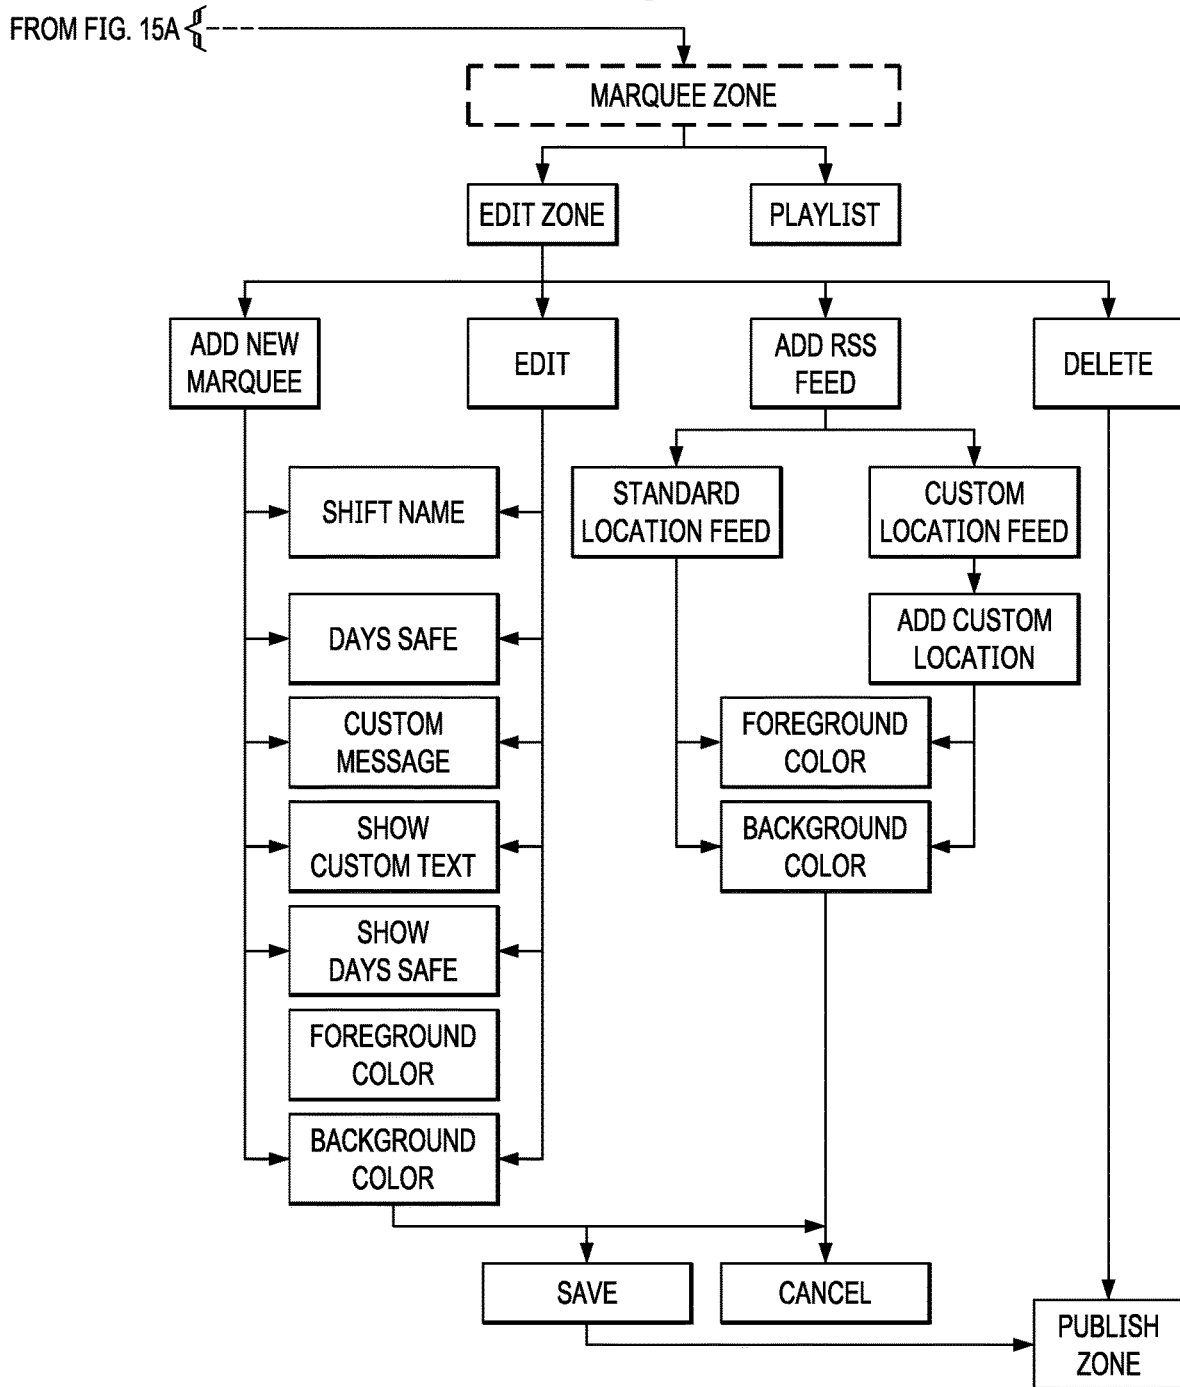 FROM FIG. 15A
MARQUEE ZONE
EDIT ZONE
PLAYLIST
ADD NEW
MARQUEE
EDIT
ADD RSS
FEED
DELETE
SHIFT NAME
STANDARD
LOCATION FEED
CUSTOM
LOCATION FEED
DAYS SAFE
ADD CUSTOM
LOCATION
CUSTOM
MESSAGE
FOREGROUND
COLOR
SHOW
CUSTOM TEXT
BACKGROUND
COLOR
SHOW
DAYS SAFE
FOREGROUND
COLOR
BACKGROUND
COLOR
SAVE
CANCEL
PUBLISH
ZONE